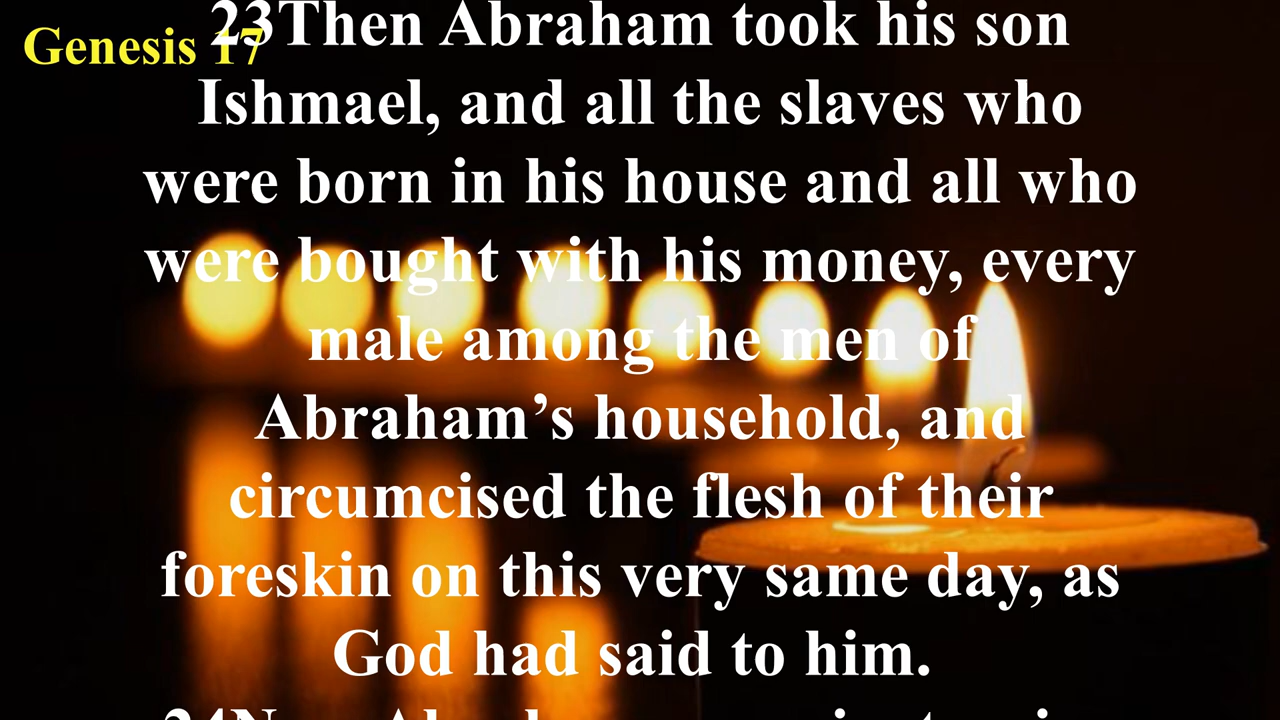 Genesis 17
23Then Abraham took his son
Ishmael, and all the slaves who
were born in his house and all who
were bought with his money, every
male among the men of
Abraham’s household, and
circumcised the flesh of their
foreskin on this very same day, as
God had said to him.